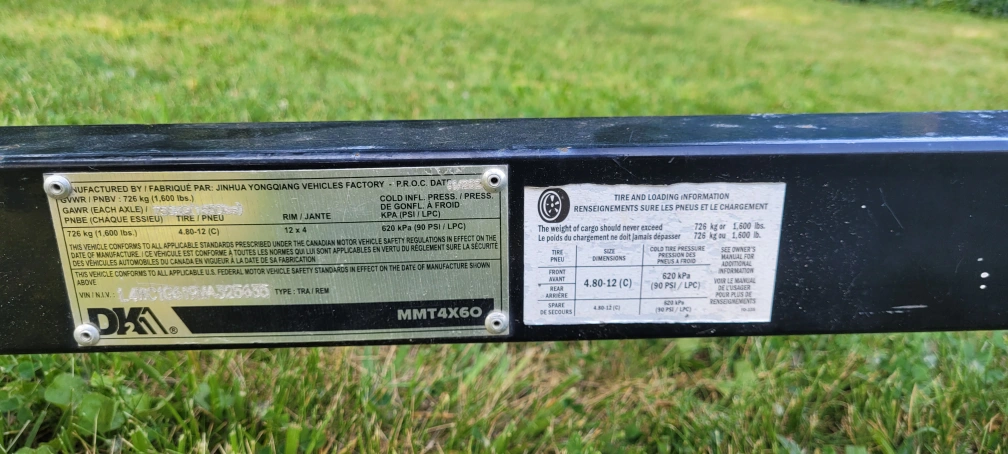 NUFACTURED BY / FABRIQUÉ PAR: JINHUA YONGQIANG VEHICLES FACTORY - P.R.O.C. DAT
GVWR / PNBV : 726 kg (1,600 lbs.)
COLD INFL. PRESS. / PRESS.
DE GONFL. À FROID
KPA (PSI / LPC)
GAWR (EACH AXLE) /
PNBE (CHAQUE ESSIEU) TIRE / PNEU RIM / JANTE
726 kg (1,600 lbs.) 4.80-12 (C) 12 x 4 620 kPa (90 PSI / LPC)
THIS VEHICLE CONFORMS TO ALL APPLICABLE STANDARDS PRESCRIBED UNDER THE CANADIAN MOTOR VEHICLE SAFETY REGULATIONS IN EFFECT ON THE
DATE OF MANUFACTURE / CE VÉHICULE EST CONFORME À TOUTES LES NORMES QUI LUI SONT APPLICABLES EN VERTU DU RÈGLEMENT SUR LA SÉCURITÉ
DES VÉHICULES AUTOMOBILES DU CANADA EN VIGUEUR À LA DATE DE SA FABRICATION.
THIS VEHICLE CONFORMS TO ALL APPLICABLE U.S. FEDERAL MOTOR VEHICLE SAFETY STANDARDS IN EFFECT ON THE DATE OF MANUFACTURE SHOWN
ABOVE
VIN / N.I.V. : TYPE : TRA / REM
DK2 ®
MMT4X6O
TIRE AND LOADING INFORMATION
RENSEIGNEMENTS SUR LES PNEUS ET LE CHARGEMENT
The weight of cargo should never exceed 726 kg or 1,600 lbs.
Le poids du chargement ne doit jamais dépasser 726 kg ou 1,600 lb.
TIRE
PNEU
SIZE
DIMENSIONS
COLD TIRE PRESSURE
PRESSION DES
PNEUS À FROID
SEE OWNER'S
MANUAL FOR
ADDITIONAL
INFORMATION
VOIR LE MANUEL
DE L'USAGER
POUR PLUS DE
RENSEIGNEMENTS
FRONT
AVANT
REAR
ARRIÈRE
4.80-12 (C)
620 kPa
(90 PSI / LPC)
SPARE
DE SECOURS
4.80-12 (C)
620 kPa
(90 PSI / LPC)